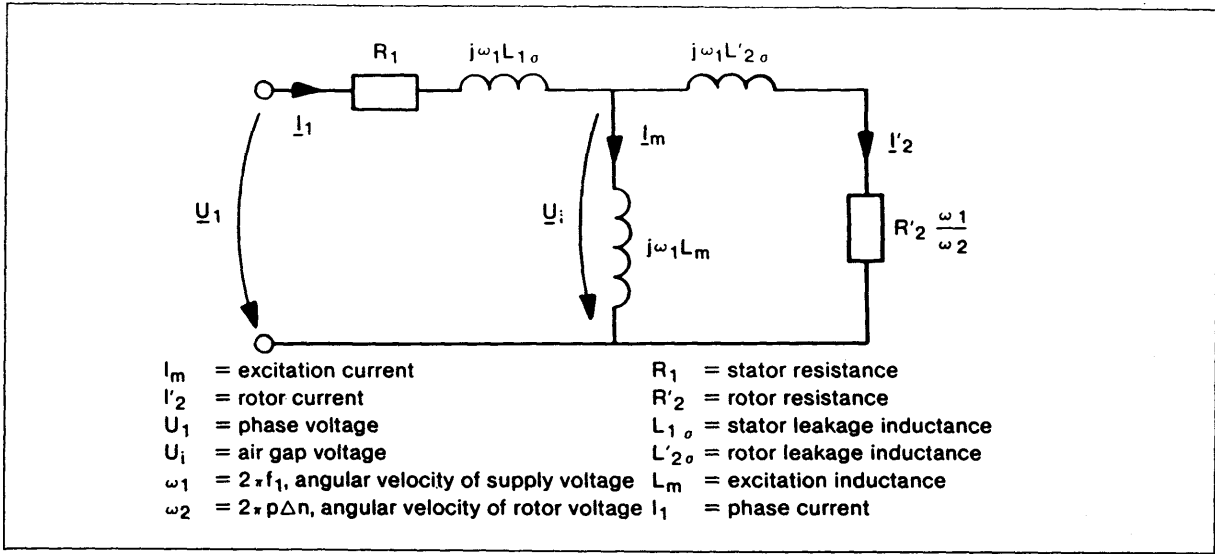 R₁
jω₁L₁σ
jω₁L'₂σ
I₁
Iₘ
I'₂
U₁
Uᵢ
jω₁Lₘ
R'₂ ω₁/ω₂
Iₘ = excitation current
I'₂ = rotor current
U₁ = phase voltage
Uᵢ = air gap voltage
ω₁ = 2πf₁, angular velocity of supply voltage
ω₂ = 2πpΔn, angular velocity of rotor voltage
R₁ = stator resistance
R'₂ = rotor resistance
L₁σ = stator leakage inductance
L'₂σ = rotor leakage inductance
Lₘ = excitation inductance
I₁ = phase current